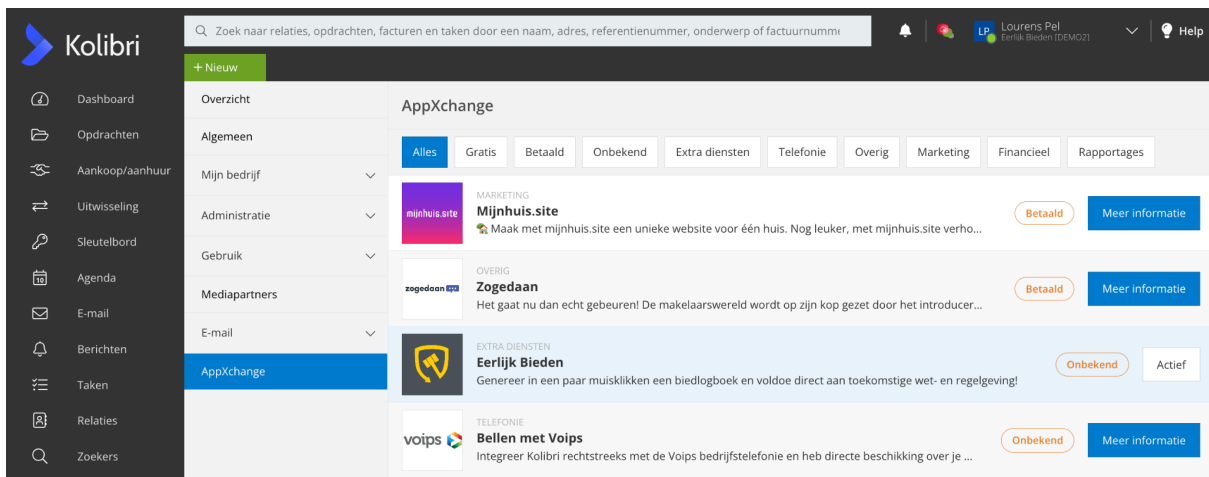 Kolibri
Zoek naar relaties, opdrachten, facturen en taken door een naam, adres, referentienummer, onderwerp of factuurnumme
LP
Lourens Pel
Eerlijk Bieden [DEMO2]
Help
+ Nieuw
Dashboard
Opdrachten
Aankoop/aanhuur
Uitwisseling
Sleutelbord
10
Agenda
E-mail
Berichten
Taken
Relaties
Zoekers
Overzicht
Algemeen
Mijn bedrijf
Administratie
Gebruik
Mediapartners
E-mail
AppXchange
AppXchange
Alles Gratis Betaald Onbekend Extra diensten Telefonie Overig Marketing Financieel Rapportages
mijnhuis.site
MARKETING
Mijnhuis.site
Maak met mijnhuis.site een unieke website voor één huis. Nog leuker, met mijnhuis.site verho...
Betaald
Meer informatie
zogedaan
OVERIG
Zogedaan
Het gaat nu dan echt gebeuren! De makelaarswereld wordt op zijn kop gezet door het introducer...
Betaald
Meer informatie
EXTRA DIENSTEN
Eerlijk Bieden
Genereer in een paar muisklikken een biedlogboek en voldoe direct aan toekomstige wet- en regelgeving!
Onbekend
Actief
voips
TELEFONIE
Bellen met Voips
Integreer Kolibri rechtstreeks met de Voips bedrijfstelefonie en heb directe beschikking over je ...
Onbekend
Meer informatie